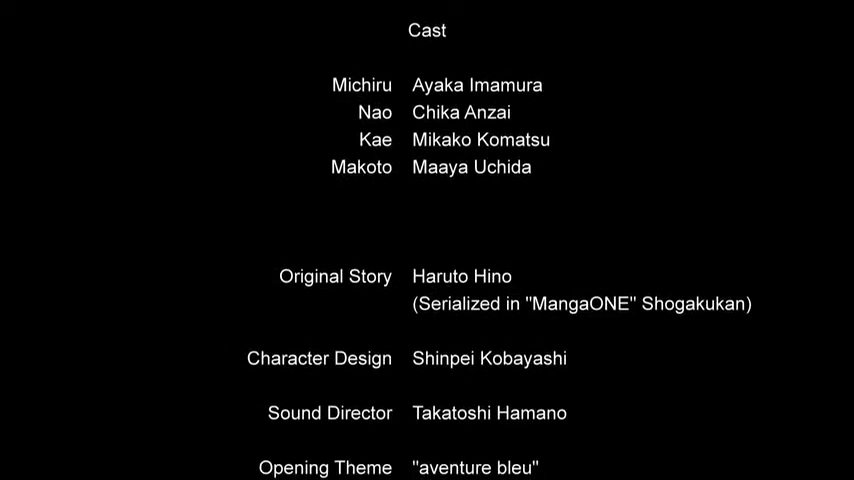 Cast
Michiru Ayaka Imamura
Nao Chika Anzai
Kae Mikako Komatsu
Makoto Maaya Uchida
Original Story Haruto Hino
(Serialized in "MangaONE" Shogakukan)
Character Design Shinpei Kobayashi
Sound Director Takatoshi Hamano
Opening Theme "aventure bleu"